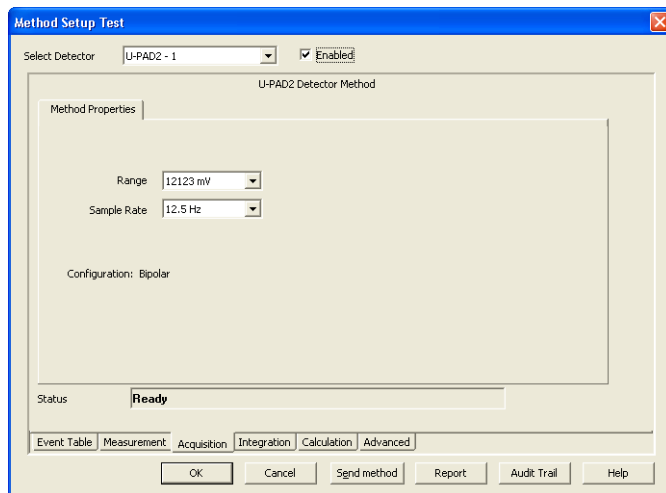 Method Setup Test
Select Detector U-PAD2 - 1 Enabled
U-PAD2 Detector Method
Method Properties
Range 12123 mV
Sample Rate 12.5 Hz
Configuration: Bipolar
Status Ready
Event Table Measurement Acquisition Integration Calculation Advanced
OK Cancel Send method Report Audit Trail Help